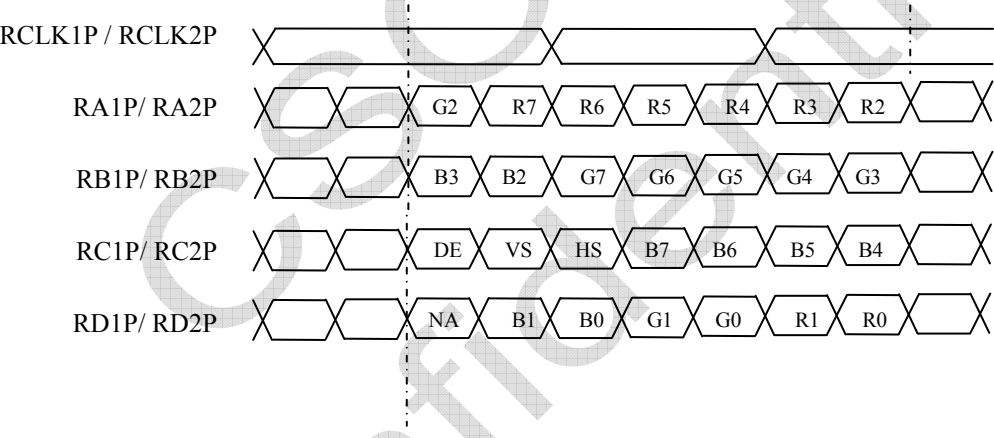 RCLK1P / RCLK2P
RA1P/ RA2P G2 R7 R6 R5 R4 R3 R2
RB1P/ RB2P B3 B2 G7 G6 G5 G4 G3
RC1P/ RC2P DE VS HS B7 B6 B5 B4
RD1P/ RD2P NA B1 B0 G1 G0 R1 R0